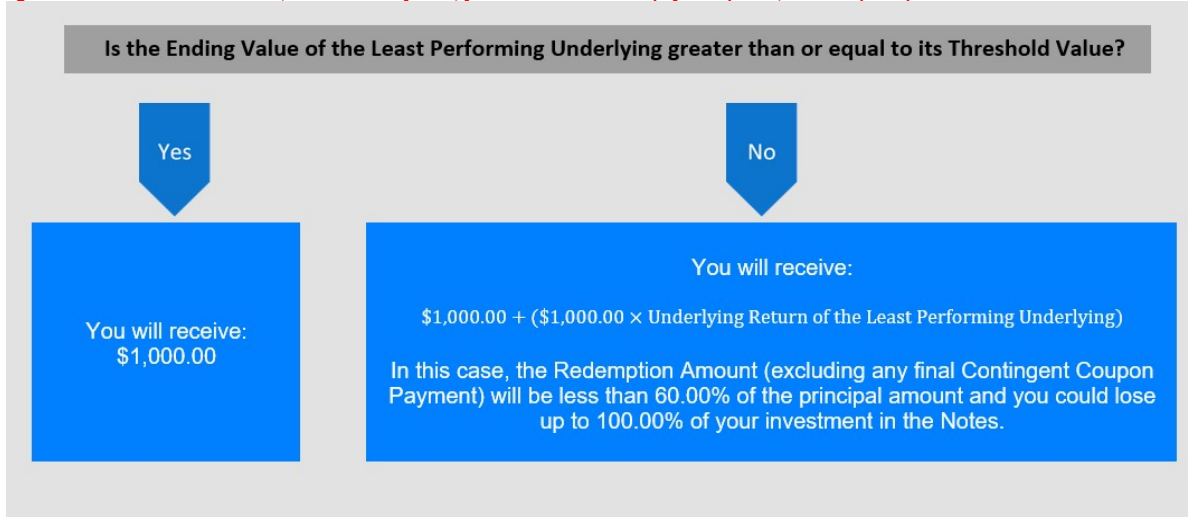 Is the Ending Value of the Least Performing Underlying greater than or equal to its Threshold Value?
Yes
No
You will receive:
$1,000.00
You will receive:
$1,000.00 + ($1,000.00 × Underlying Return of the Least Performing Underlying)
In this case, the Redemption Amount (excluding any final Contingent Coupon
Payment) will be less than 60.00% of the principal amount and you could lose
up to 100.00% of your investment in the Notes.